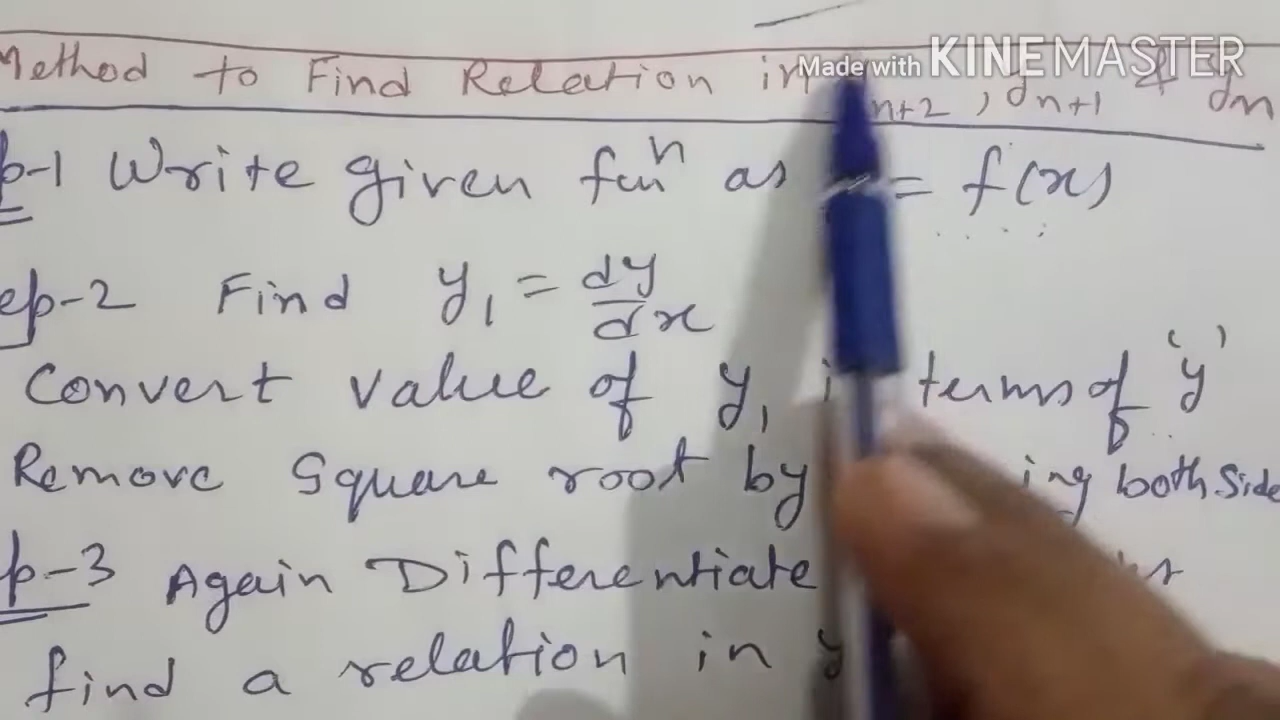 Made with KINEMASTER
Method to Find Relation in n+2 , yn+1 & yn
p-1 Write given funⁿ as = f(x)
ep-2 Find y₁ = dy/dx
Convert value of y₁ terms of 'y'
Remove Square root by ing both side
p-3 Again Differentiate
find a relation in y